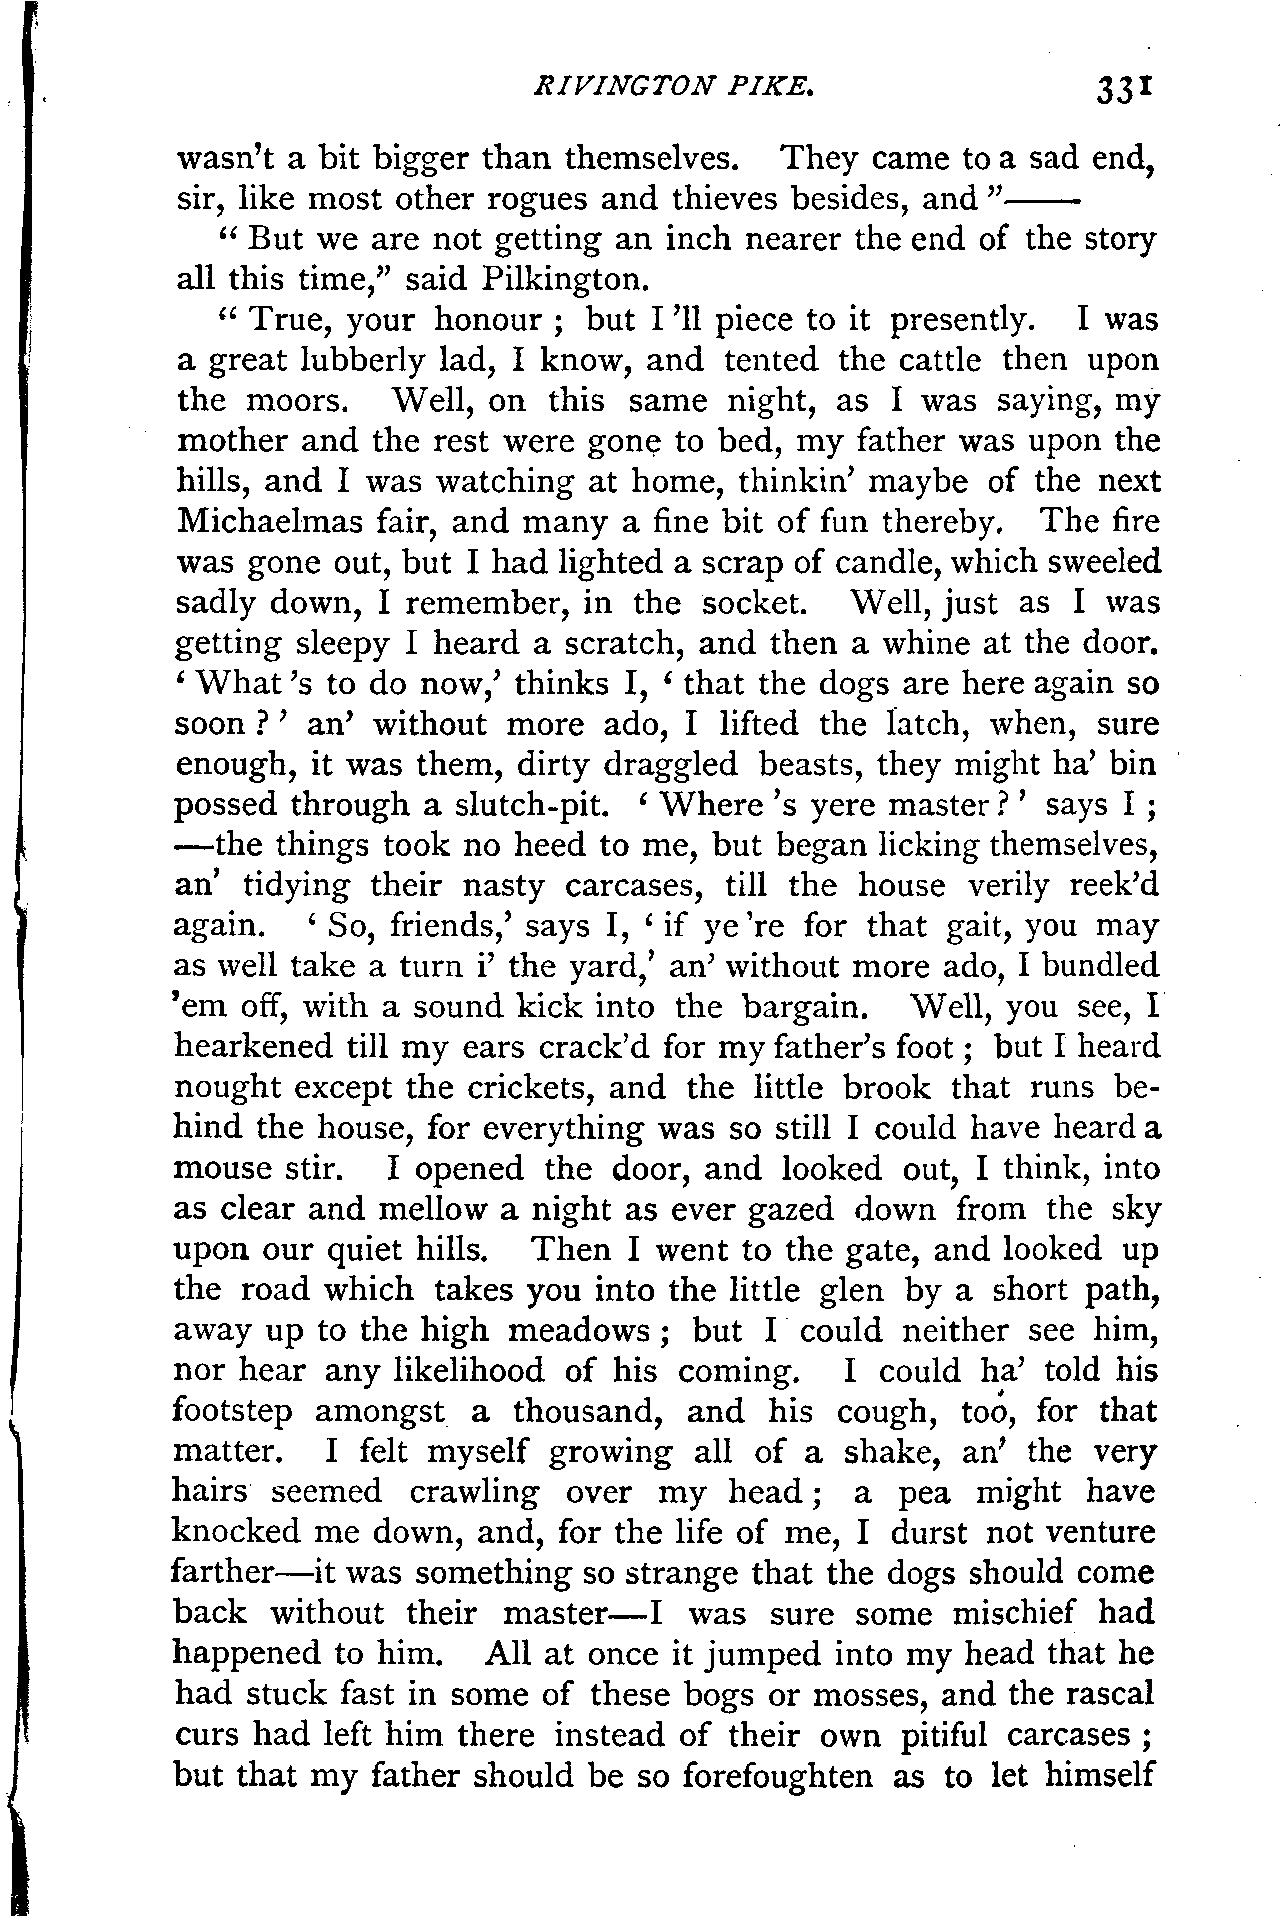 RIVINGTON PIKE. 331
wasn't a bit bigger than themselves. They came to a sad end,
sir, like most other rogues and thieves besides, and "——
" But we are not getting an inch nearer the end of the story
all this time," said Pilkington.
" True, your honour ; but I 'll piece to it presently. I was
a great lubberly lad, I know, and tented the cattle then upon
the moors. Well, on this same night, as I was saying, my
mother and the rest were gone to bed, my father was upon the
hills, and I was watching at home, thinkin' maybe of the next
Michaelmas fair, and many a fine bit of fun thereby. The fire
was gone out, but I had lighted a scrap of candle, which sweeled
sadly down, I remember, in the socket. Well, just as I was
getting sleepy I heard a scratch, and then a whine at the door.
' What 's to do now,' thinks I, ' that the dogs are here again so
soon ? ' an' without more ado, I lifted the latch, when, sure
enough, it was them, dirty draggled beasts, they might ha' bin
possed through a slutch-pit. ' Where 's yere master ? ' says I ;
—the things took no heed to me, but began licking themselves,
an' tidying their nasty carcases, till the house verily reek'd
again. ' So, friends,' says I, ' if ye 're for that gait, you may
as well take a turn i' the yard,' an' without more ado, I bundled
'em off, with a sound kick into the bargain. Well, you see, I
hearkened till my ears crack'd for my father's foot ; but I heard
nought except the crickets, and the little brook that runs be-
hind the house, for everything was so still I could have heard a
mouse stir. I opened the door, and looked out, I think, into
as clear and mellow a night as ever gazed down from the sky
upon our quiet hills. Then I went to the gate, and looked up
the road which takes you into the little glen by a short path,
away up to the high meadows ; but I could neither see him,
nor hear any likelihood of his coming. I could ha' told his
footstep amongst a thousand, and his cough, too, for that
matter. I felt myself growing all of a shake, an' the very
hairs seemed crawling over my head ; a pea might have
knocked me down, and, for the life of me, I durst not venture
farther—it was something so strange that the dogs should come
back without their master—I was sure some mischief had
happened to him. All at once it jumped into my head that he
had stuck fast in some of these bogs or mosses, and the rascal
curs had left him there instead of their own pitiful carcases ;
but that my father should be so forefoughten as to let himself